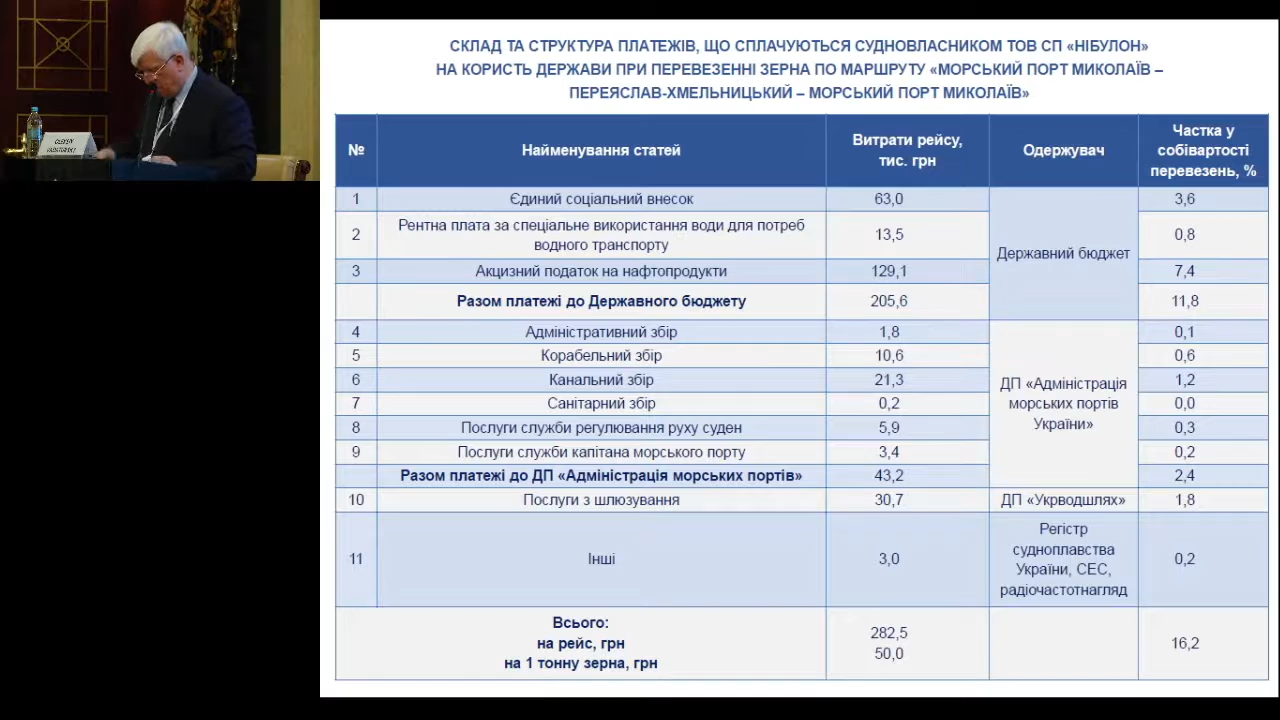 OLEKSIY
VADATURSKY
СКЛАД ТА СТРУКТУРА ПЛАТЕЖІВ, ЩО СПЛАЧУЮТЬСЯ СУДНОВЛАСНИКОМ ТОВ СП «НІБУЛОН»
НА КОРИСТЬ ДЕРЖАВИ ПРИ ПЕРЕВЕЗЕННІ ЗЕРНА ПО МАРШРУТУ «МОРСЬКИЙ ПОРТ МИКОЛАЇВ –
ПЕРЕЯСЛАВ-ХМЕЛЬНИЦЬКИЙ – МОРСЬКИЙ ПОРТ МИКОЛАЇВ»
№ Найменування статей Витрати рейсу, тис. грн Одержувач Частка у собівартості перевезень, %
1 Єдиний соціальний внесок 63,0 Державний бюджет 3,6
2 Рентна плата за спеціальне використання води для потреб
водного транспорту 13,5 0,8
3 Акцизний податок на нафтопродукти 129,1 7,4
Разом платежі до Державного бюджету 205,6 11,8
4 Адміністративний збір 1,8 ДП «Адміністрація морських портів України» 0,1
5 Корабельний збір 10,6 0,6
6 Канальний збір 21,3 1,2
7 Санітарний збір 0,2 0,0
8 Послуги служби регулювання руху суден 5,9 0,3
9 Послуги служби капітана морського порту 3,4 0,2
Разом платежі до ДП «Адміністрація морських портів» 43,2 2,4
10 Послуги з шлюзування 30,7 ДП «Укрводшлях» 1,8
11 Інші 3,0 Регістр судноплавства України, СЕС, радіочастотнагляд 0,2
Всього:
на рейс, грн 282,5 16,2
на 1 тонну зерна, грн 50,0